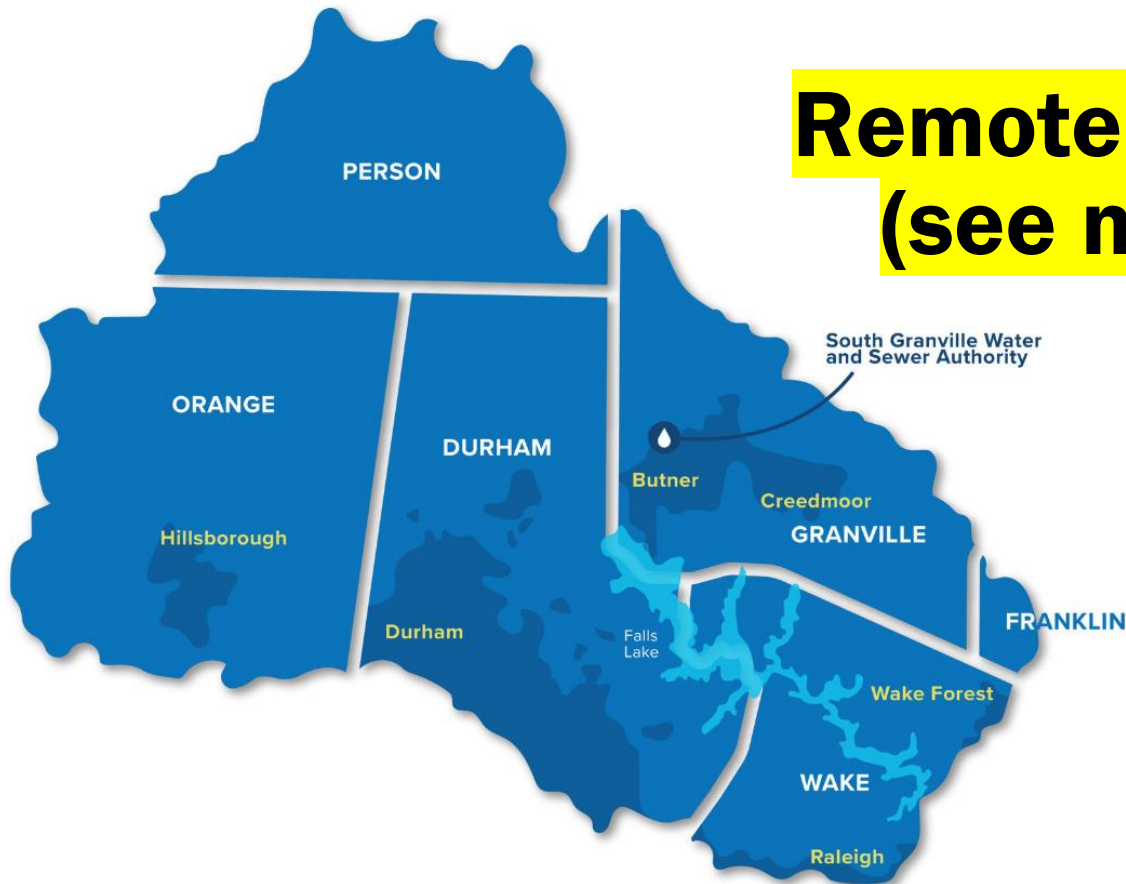 Remote
(see
PERSON
South Granville Water
and Sewer Authority
ORANGE
DURHAM
Butner
Creedmoor
GRANVILLE
Hillsborough
FRANKLIN
Durham
Falls
Lake
Wake Forest
WAKE
Raleigh